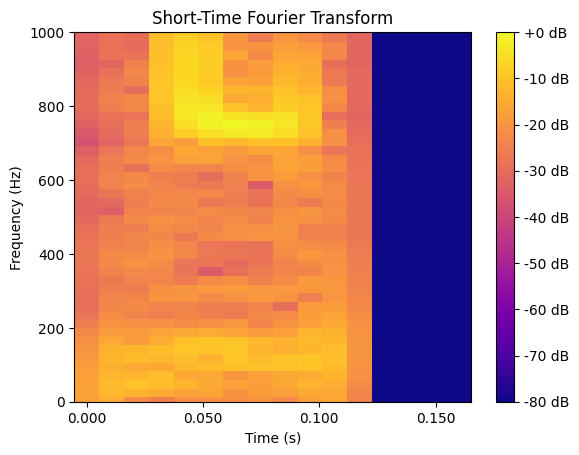 Short-Time Fourier Transform
1000
800
600
400
200
0
Frequency (Hz)
0.000
0.050
0.100
0.150
Time (s)
+0 dB
-10 dB
-20 dB
-30 dB
-40 dB
-50 dB
-60 dB
-70 dB
-80 dB